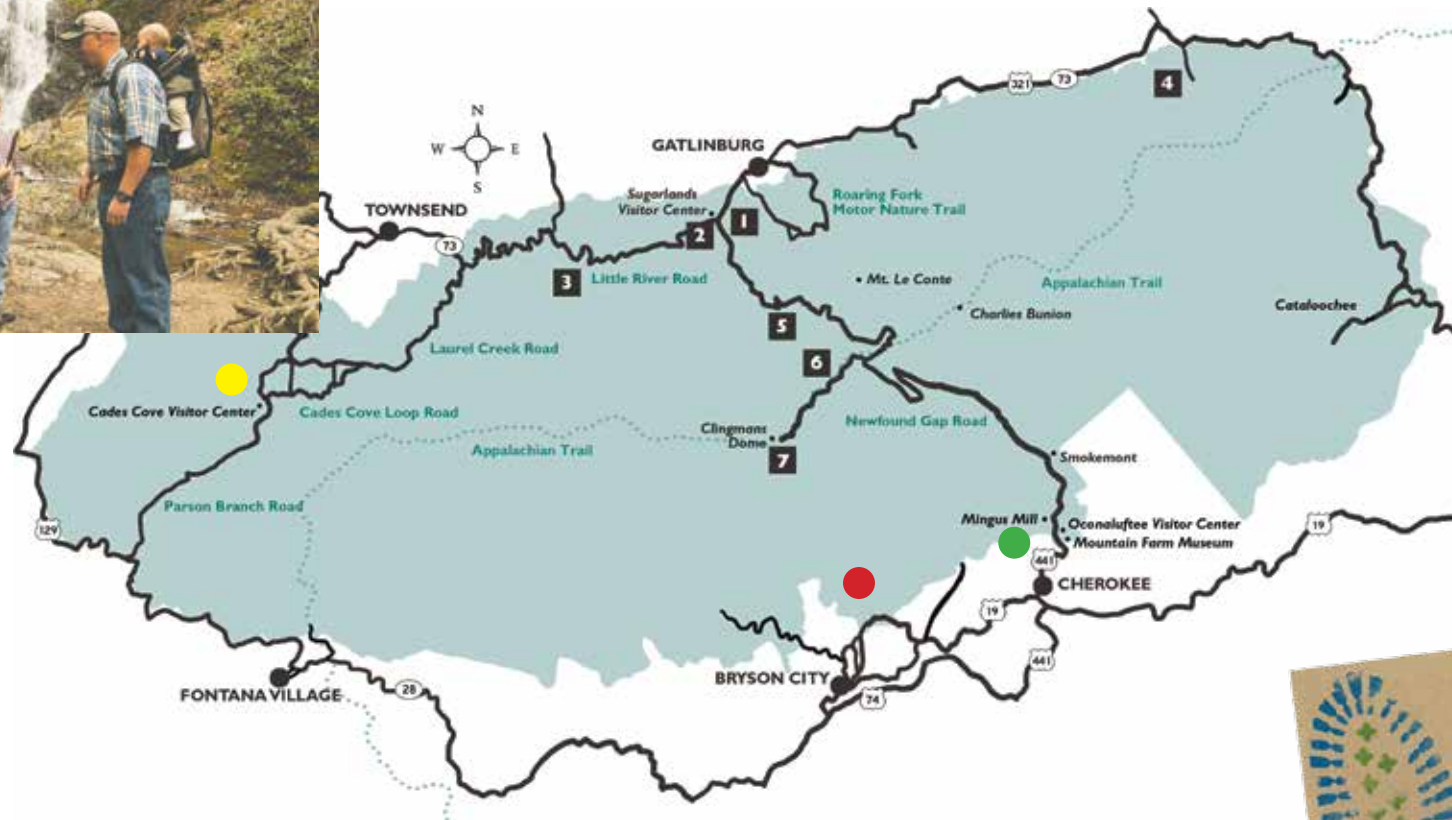 4
321
73
N
W
E
S
GATLINBURG
Sugarlands
Visitor Center
1
2
Roaring Fork
Motor Nature Trail
TOWNSEND
73
3
Little River Road
Mt. Le Conte
Appalachian Trail
Charlies Bunion
Cataloochee
5
6
Laurel Creek Road
Cades Cove Visitor Center
Cades Cove Loop Road
Newfound Gap Road
Clingmans
Dome
7
Appalachian Trail
Smokemont
Parson Branch Road
129
Mingus Mill
Oconaluftee Visitor Center
Mountain Farm Museum
19
441
CHEROKEE
19
441
BRYSON CITY
74
FONTANA VILLAGE
28